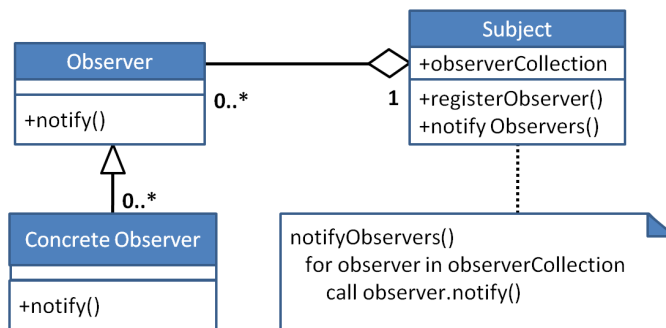 Observer
+notify()
0..*
1
Subject
+observerCollection
+registerObserver()
+notify Observers()
0..*
Concrete Observer
+notify()
notifyObservers()
for observer in observerCollection
call observer.notify()